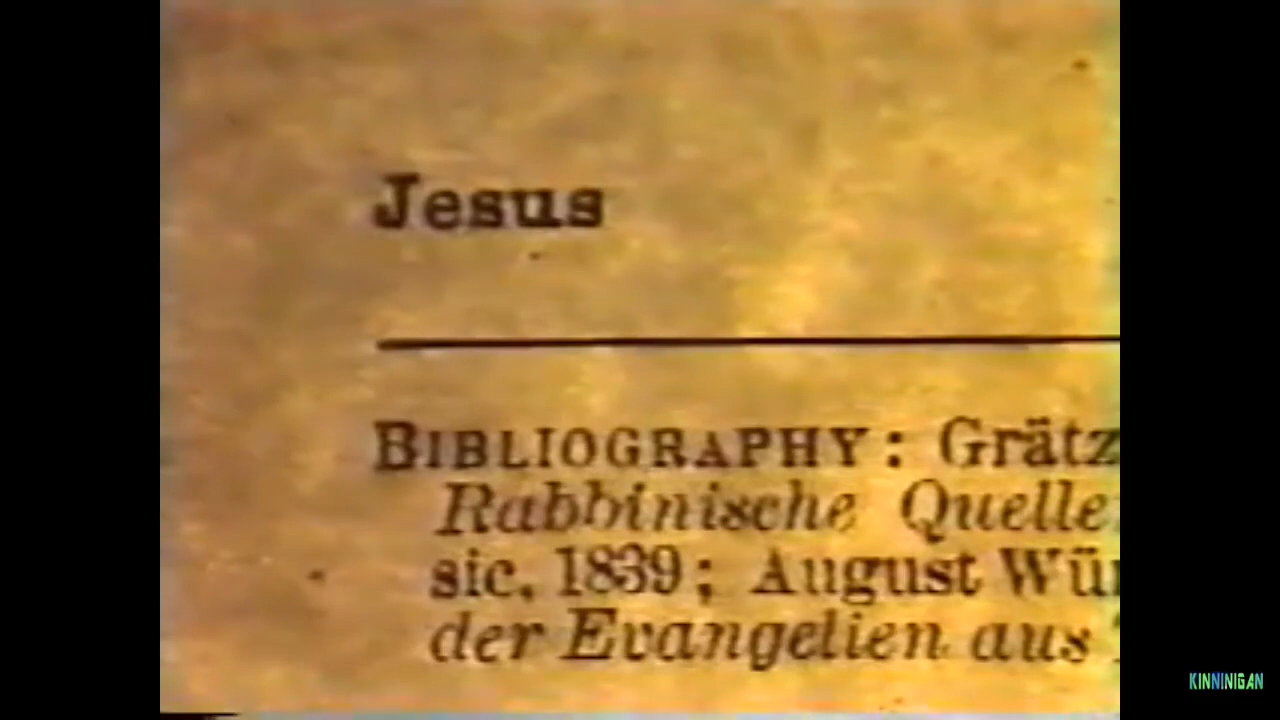 Jesus
BIBLIOGRAPHY: Grätz
Rabbinische Quelle
sic, 1839; August Wü
der Evangelien aus
KINNINIGAN